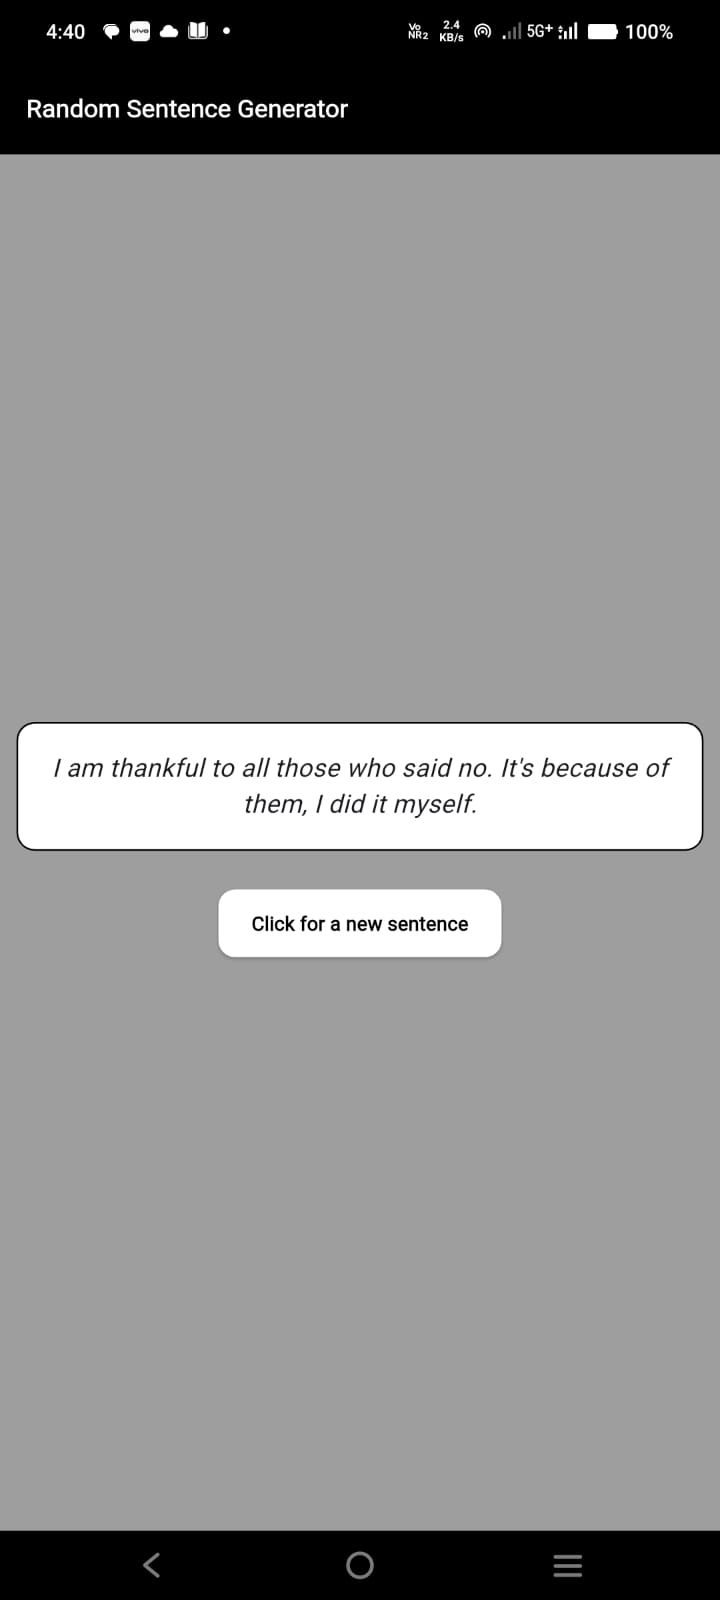 4:40 vivo Vo NR2 2.4 KB/s 5G+ 100%
Random Sentence Generator
I am thankful to all those who said no. It's because of
them, I did it myself.
Click for a new sentence